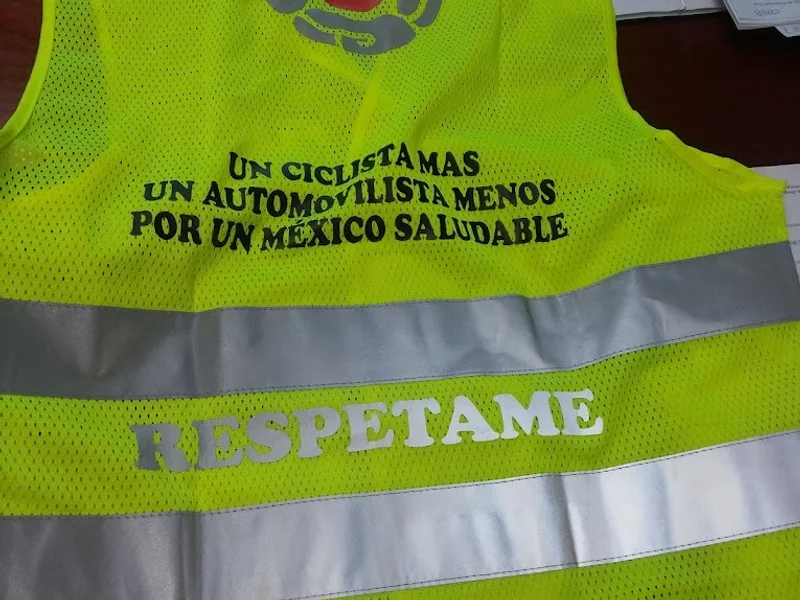 UN CICLISTA MAS
UN AUTOMOVILISTA MENOS
POR UN MÉXICO SALUDABLE
RESPETAME